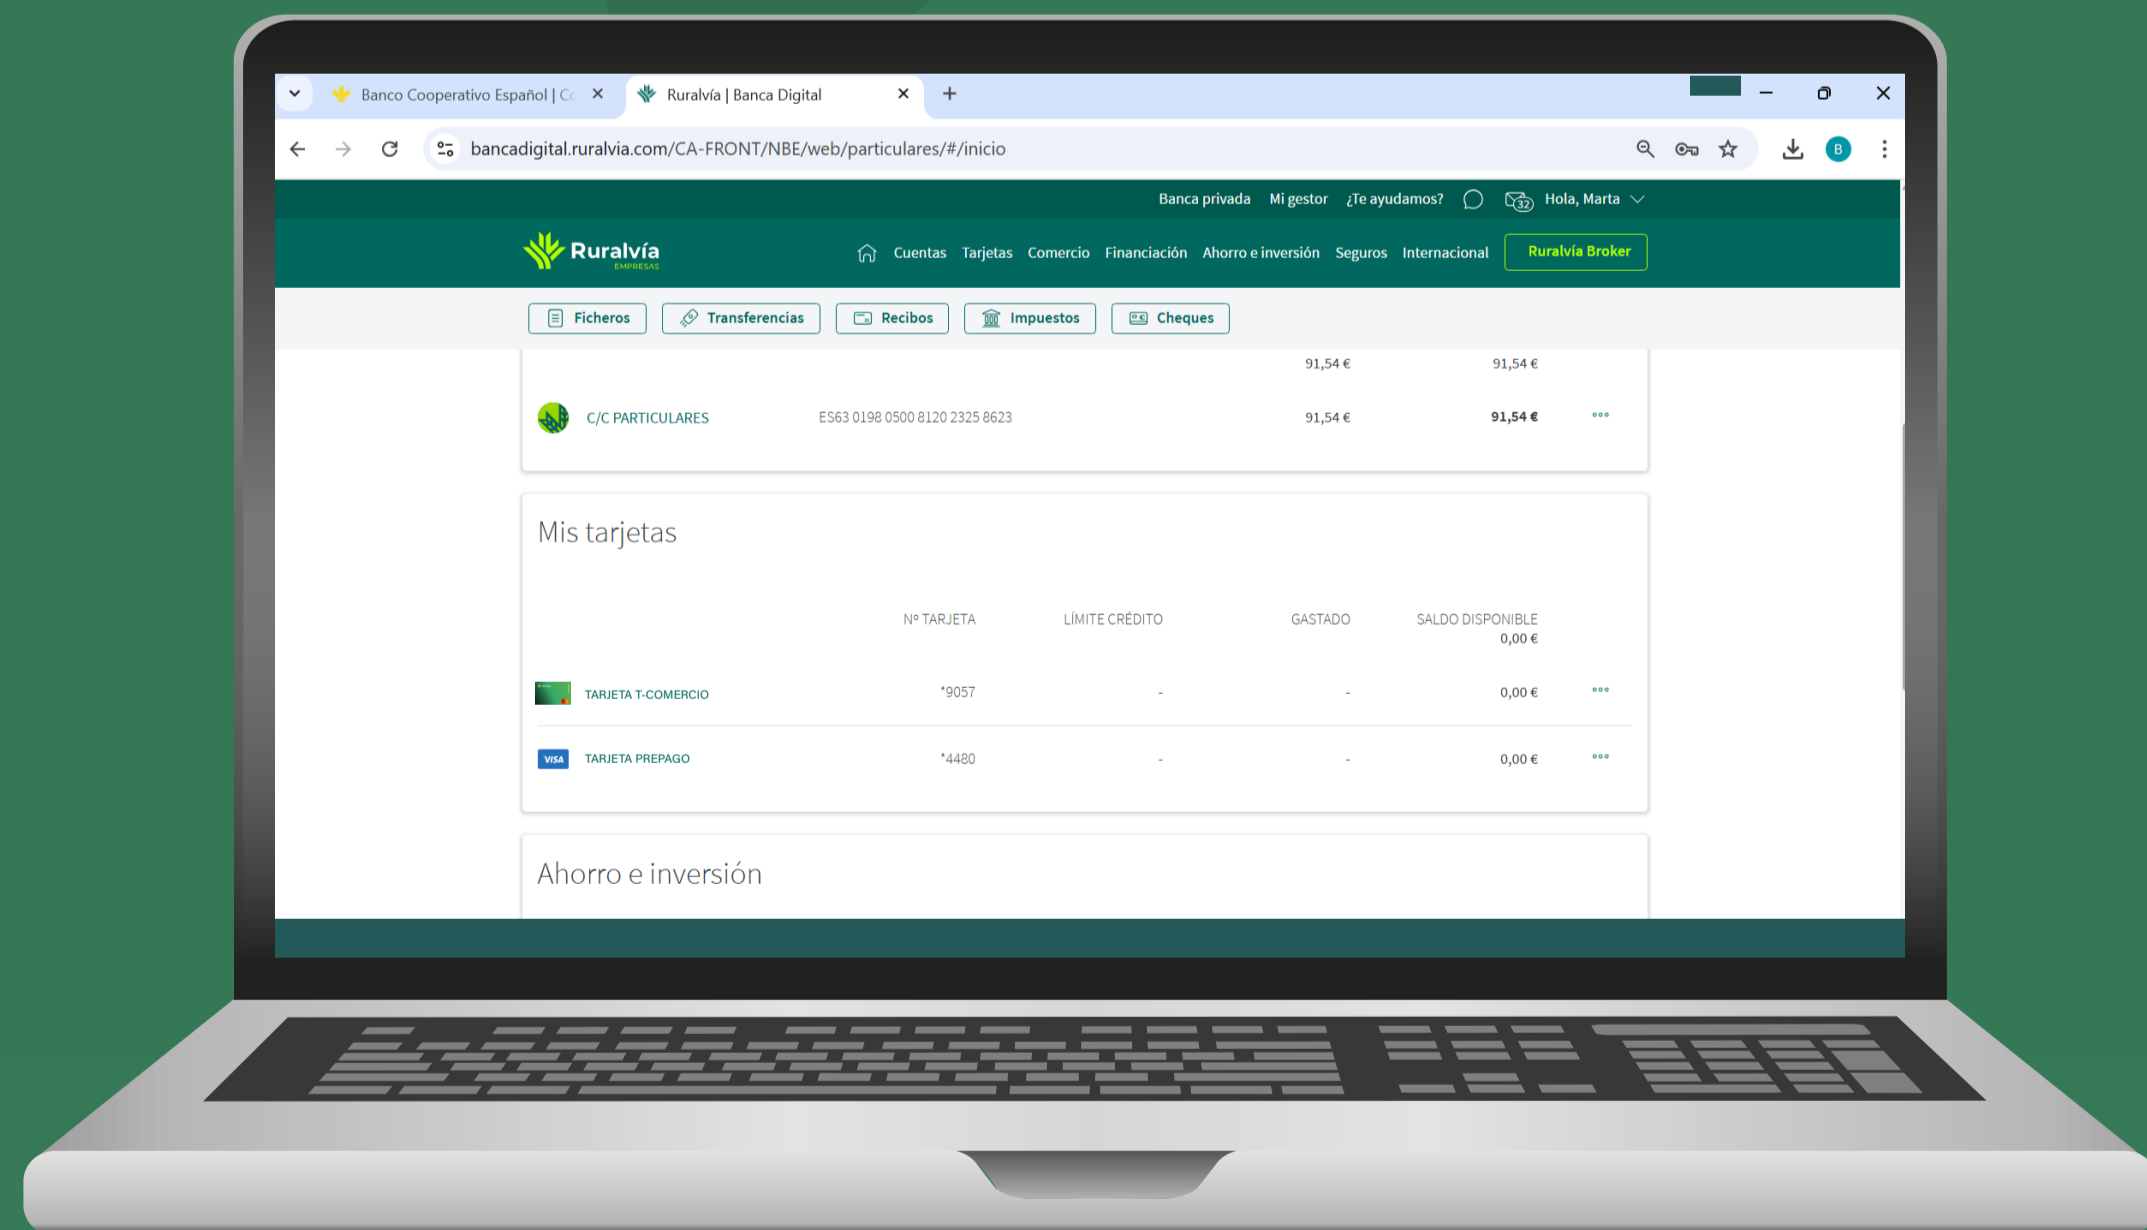 Banco Cooperativo Español | Co
Ruralvía | Banca Digital
bancadigital.ruralvia.com/CA-FRONT/NBE/web/particulares/#/inicio
B
Banca privada Mi gestor ¿Te ayudamos? 32 Hola, Marta
Ruralvía
EMPRESAS
Cuentas Tarjetas Comercio Financiación Ahorro e inversión Seguros Internacional Ruralvía Broker
Ficheros Transferencias Recibos Impuestos Cheques
91,54 € 91,54 €
C/C PARTICULARES ES63 0198 0500 8120 2325 8623 91,54 € 91,54 €
Mis tarjetas
Nº TARJETA LÍMITE CRÉDITO GASTADO SALDO DISPONIBLE
0,00 €
TARJETA T-COMERCIO *9057 - - 0,00 €
VISA TARJETA PREPAGO *4480 - - 0,00 €
Ahorro e inversión